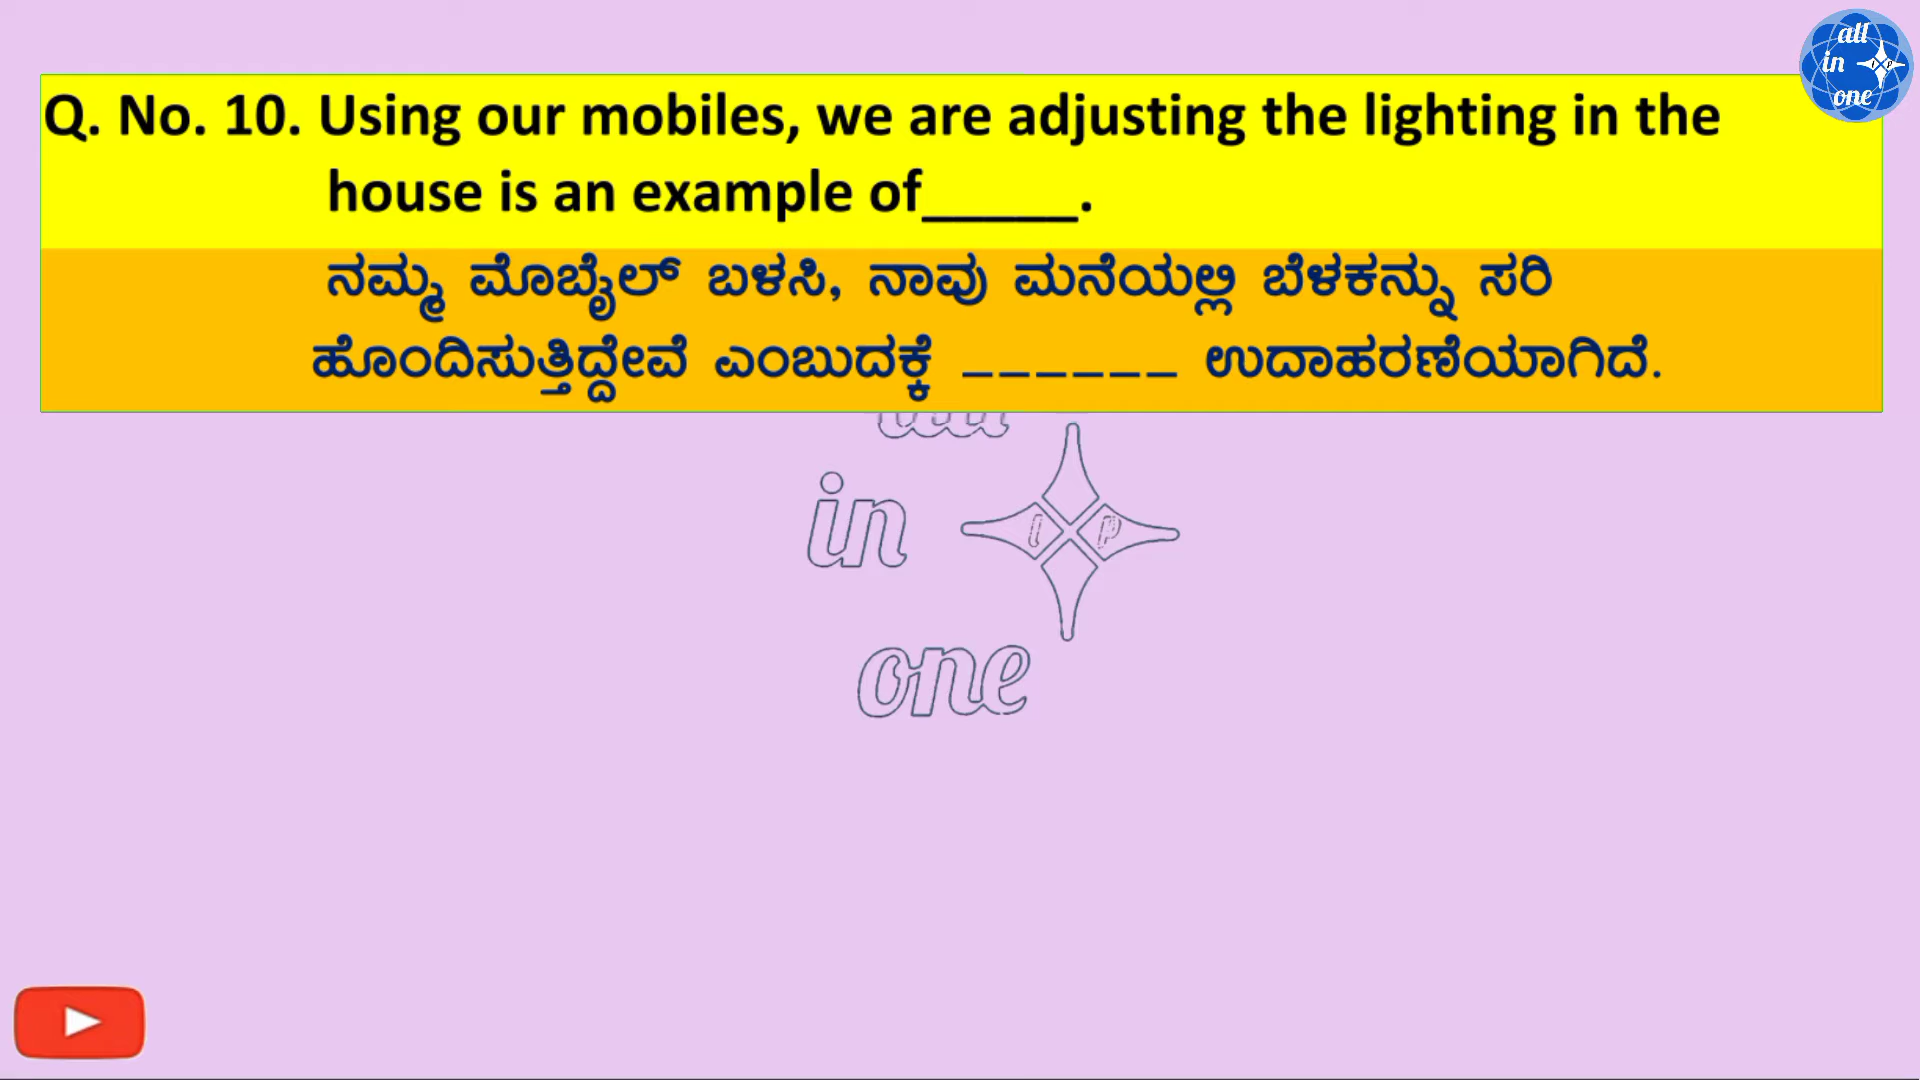 all
in
one
Q. No. 10. Using our mobiles, we are adjusting the lighting in the
house is an example of_____.
ನಮ್ಮ ಮೊಬೈಲ್ ಬಳಸಿ, ನಾವು ಮನೆಯಲ್ಲಿ ಬೆಳಕನ್ನು ಸರಿ
ಹೊಂದಿಸುತ್ತಿದ್ದೇವೆ ಎಂಬುದಕ್ಕೆ ______ ಉದಾಹರಣೆಯಾಗಿದೆ.
in
I P
one